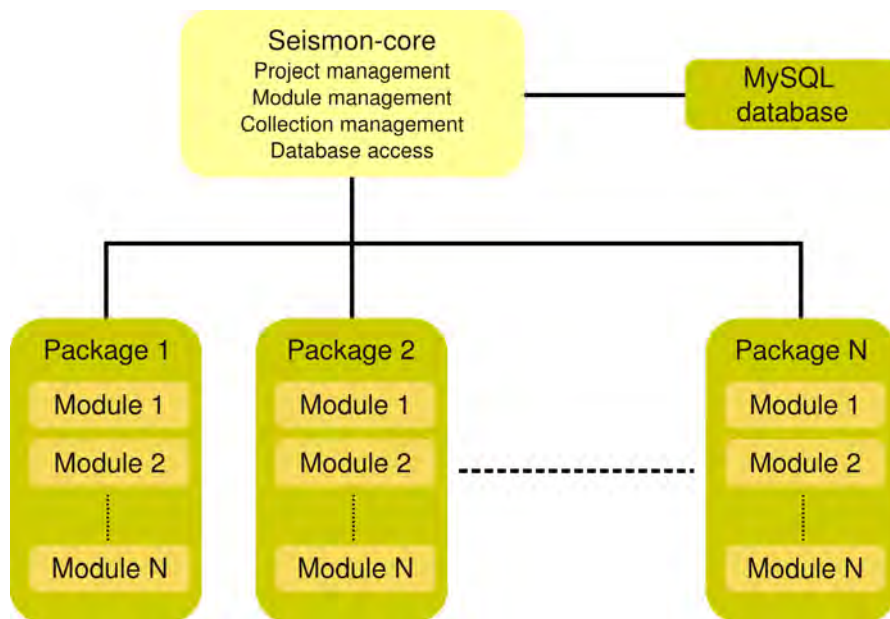 Seismon-core
Project management
Module management
Collection management
Database access
MySQL
database
Package 1
Module 1
Module 2
Module N
Package 2
Module 1
Module 2
Module N
Package N
Module 1
Module 2
Module N